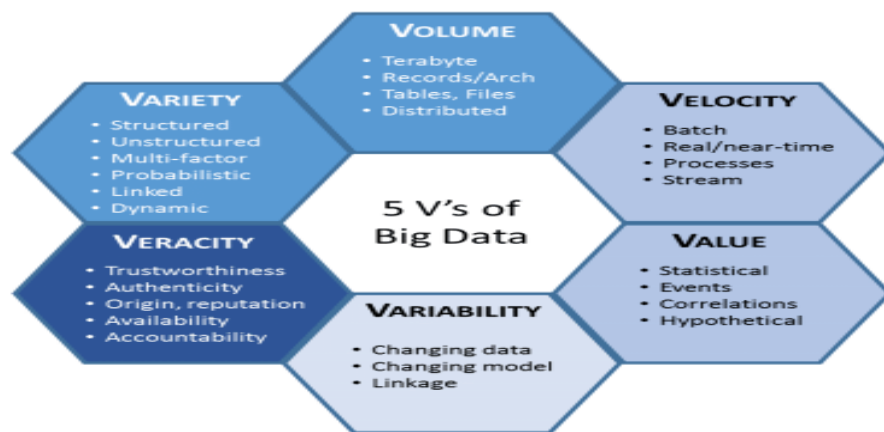 VOLUME
• Terabyte
• Records/Arch
• Tables, Files
• Distributed
VARIETY
• Structured
• Unstructured
• Multi-factor
• Probabilistic
• Linked
• Dynamic
VELOCITY
• Batch
• Real/near-time
• Processes
• Stream
5 V's of
Big Data
VERACITY
• Trustworthiness
• Authenticity
• Origin, reputation
• Availability
• Accountability
VALUE
• Statistical
• Events
• Correlations
• Hypothetical
VARIABILITY
• Changing data
• Changing model
• Linkage